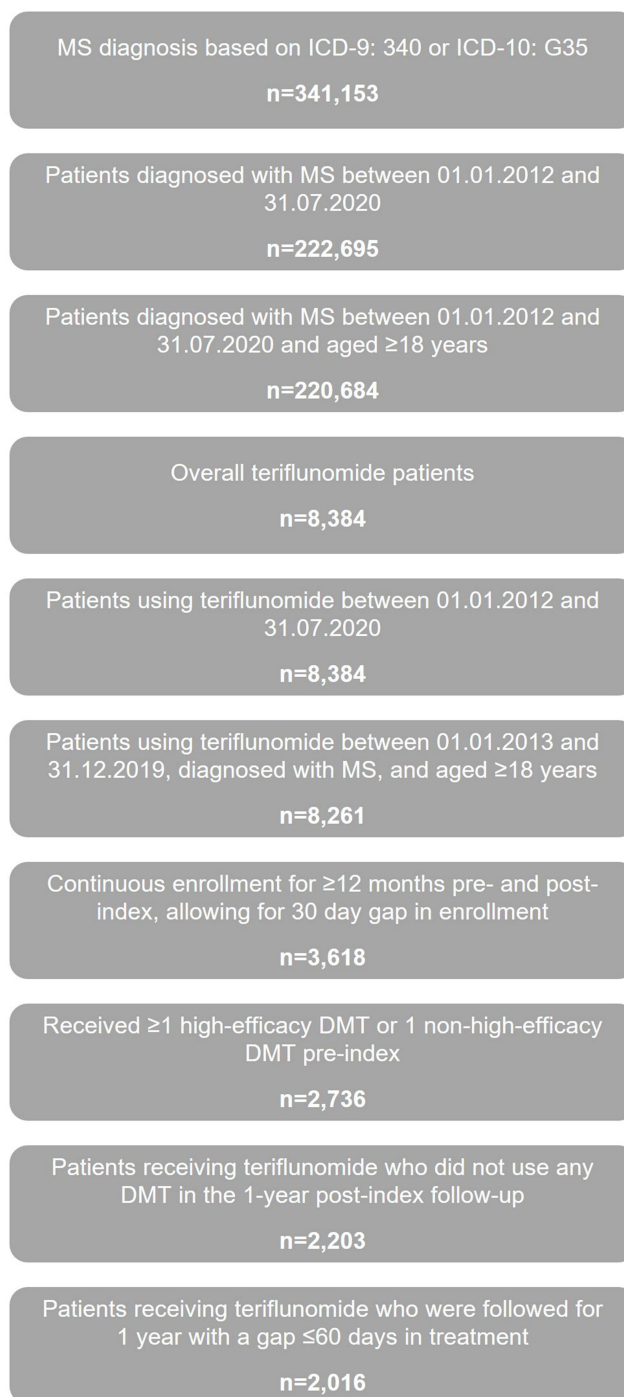 MS diagnosis based on ICD-9: 340 or ICD-10: G35
n=341,153
Patients diagnosed with MS between 01.01.2012 and
31.07.2020
n=222,695
Patients diagnosed with MS between 01.01.2012 and
31.07.2020 and aged ≥18 years
n=220,684
Overall teriflunomide patients
n=8,384
Patients using teriflunomide between 01.01.2012 and
31.07.2020
n=8,384
Patients using teriflunomide between 01.01.2013 and
31.12.2019, diagnosed with MS, and aged ≥18 years
n=8,261
Continuous enrollment for ≥12 months pre- and post-
index, allowing for 30 day gap in enrollment
n=3,618
Received ≥1 high-efficacy DMT or 1 non-high-efficacy
DMT pre-index
n=2,736
Patients receiving teriflunomide who did not use any
DMT in the 1-year post-index follow-up
n=2,203
Patients receiving teriflunomide who were followed for
1 year with a gap ≤60 days in treatment
n=2,016